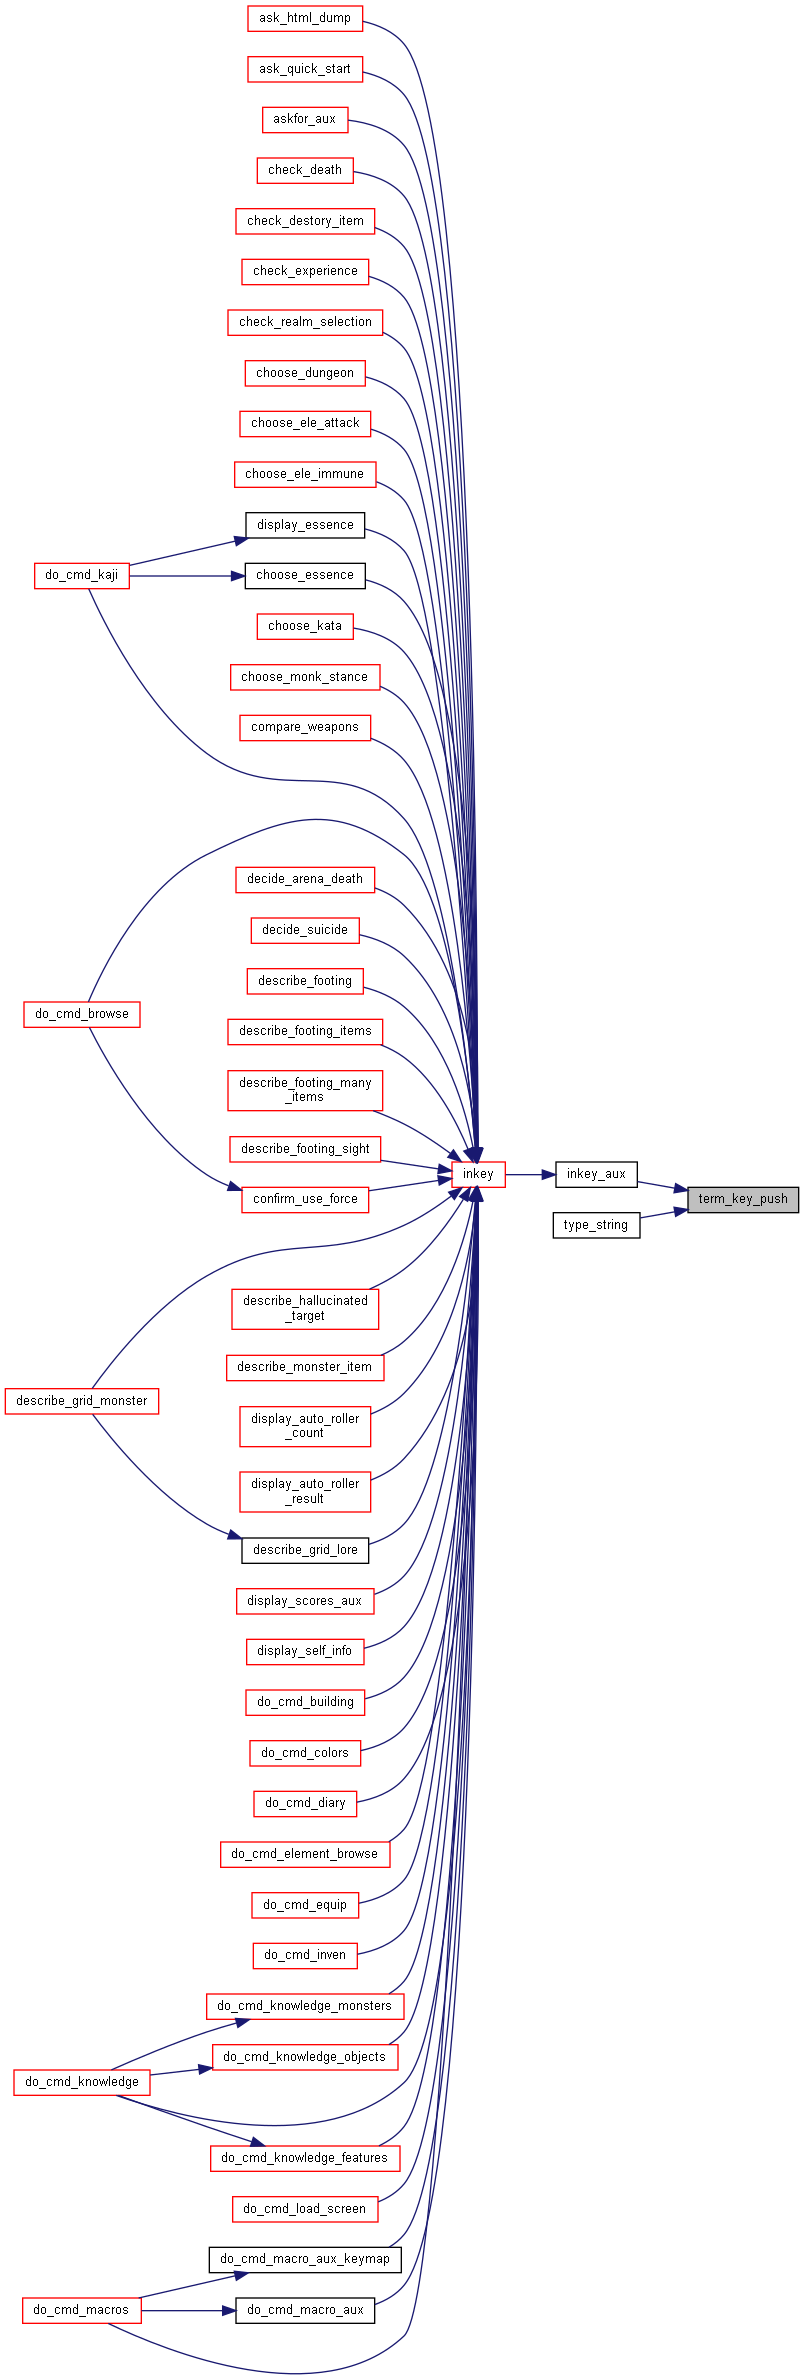 ask_html_dump
ask_quick_start
askfor_aux
check_death
check_destory_item
check_experience
check_realm_selection
choose_dungeon
choose_ele_attack
choose_ele_immune
display_essence
do_cmd_kaji
choose_essence
choose_kata
choose_monk_stance
compare_weapons
decide_arena_death
decide_suicide
describe_footing
do_cmd_browse
describe_footing_items
describe_footing_many
_items
describe_footing_sight
inkey
inkey_aux
confirm_use_force
term_key_push
type_string
describe_hallucinated
_target
describe_monster_item
describe_grid_monster
display_auto_roller
_count
display_auto_roller
_result
describe_grid_lore
display_scores_aux
display_self_info
do_cmd_building
do_cmd_colors
do_cmd_diary
do_cmd_element_browse
do_cmd_equip
do_cmd_inven
do_cmd_knowledge_monsters
do_cmd_knowledge_objects
do_cmd_knowledge
do_cmd_knowledge_features
do_cmd_load_screen
do_cmd_macro_aux_keymap
do_cmd_macros
do_cmd_macro_aux